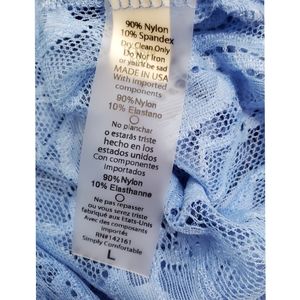 90% Nylon
10% Spandex
Dry Clean Only
Do Not Iron
or you'll be sad
MADE IN USA
With imported
components
90% Nylon
10% Elastano
No planchar
o estarás triste
hecho en los
estados unidos
Con componentes
importados
90% Nylon
10% Elasthanne
Ne pas repasser
ou vous serez triste
fabriqué aux Etats-Unis
Avec des composants
importés
RN#142161
Simply Comfortable
L